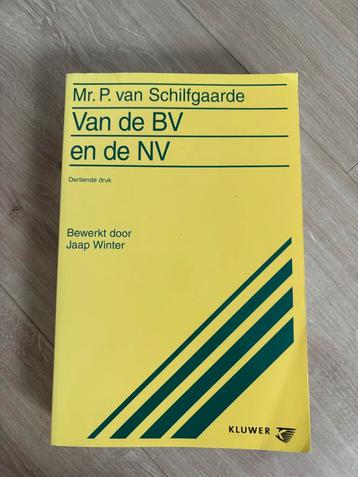 Mr. P. van Schilfgaarde
Van de BV
en de NV
Dertiende druk
Bewerkt door
Jaap Winter
KLUWER